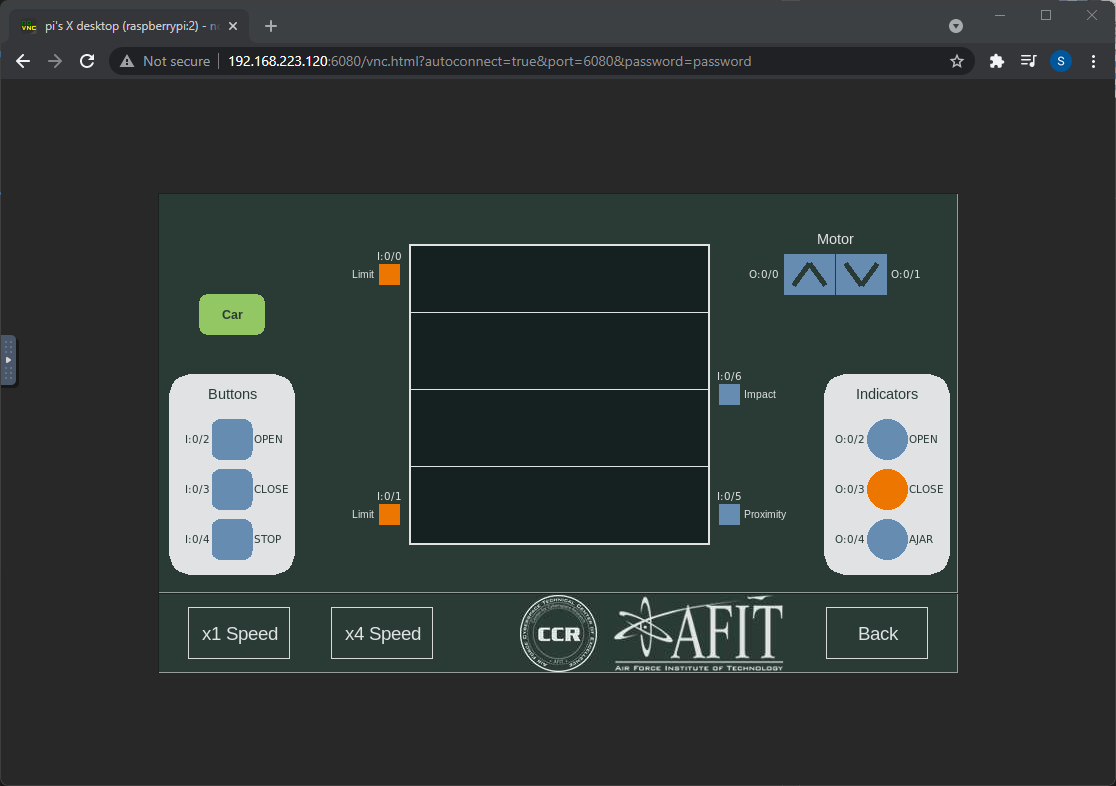 pi's X desktop (raspberrypi:2) - no
Not secure
192.168.223.120:6080/vnc.html?autoconnect=true&port=6080&password=password
S
Motor
I:0/0
Limit
O:0/0
O:0/1
Car
I:0/6
Impact
Buttons
I:0/2 OPEN
I:0/3 CLOSE
I:0/4 STOP
I:0/1
Limit
I:0/5
Proximity
Indicators
O:0/2 OPEN
O:0/3 CLOSE
O:0/4 AJAR
x1 Speed
x4 Speed
CCR
AFIT
AIR FORCE INSTITUTE OF TECHNOLOGY
Back